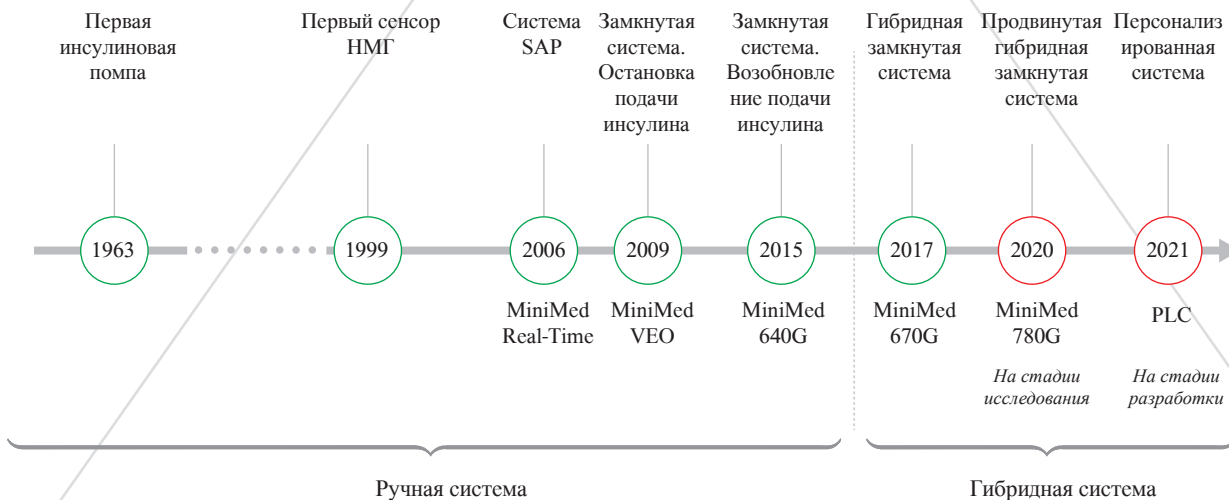 Первая
инсулиновая
помпа
Первый сенсор
НМГ
Система
SAP
Замкнутая
система.
Остановка
подачи
инсулина
Замкнутая
система.
Возобновле
ние подачи
инсулина
Гибридная
замкнутая
система
Продвинутая
гибридная
замкнутая
система
Персонализ
ированная
система
1963
1999
2006
2009
2015
2017
2020
2021
MiniMed
Real-Time
MiniMed
VEO
MiniMed
640G
MiniMed
670G
MiniMed
780G
PLC
На стадии
исследования
На стадии
разработки
Ручная система
Гибридная система